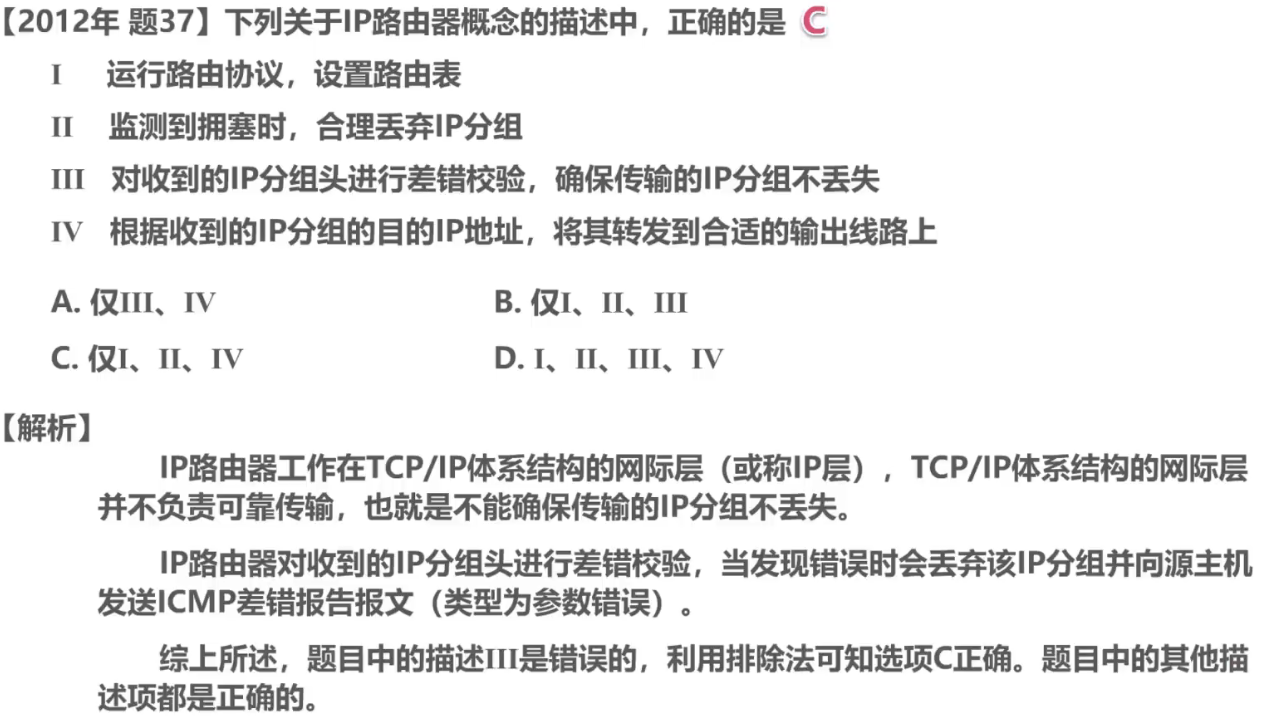 【2012年 题37】下列关于IP路由器概念的描述中，正确的是 C
I 运行路由协议，设置路由表
II 监测到拥塞时，合理丢弃IP分组
III 对收到的IP分组头进行差错校验，确保传输的IP分组不丢失
IV 根据收到的IP分组的目的IP地址，将其转发到合适的输出线路上
A. 仅III、IV B. 仅I、II、III
C. 仅I、II、IV D. I、II、III、IV
【解析】
IP路由器工作在TCP/IP体系结构的网际层（或称IP层），TCP/IP体系结构的网际层
并不负责可靠传输，也就是不能确保传输的IP分组不丢失。
IP路由器对收到的IP分组头进行差错校验，当发现错误时会丢弃该IP分组并向源主机
发送ICMP差错报告报文（类型为参数错误）。
综上所述，题目中的描述III是错误的，利用排除法可知选项C正确。题目中的其他描
述项都是正确的。